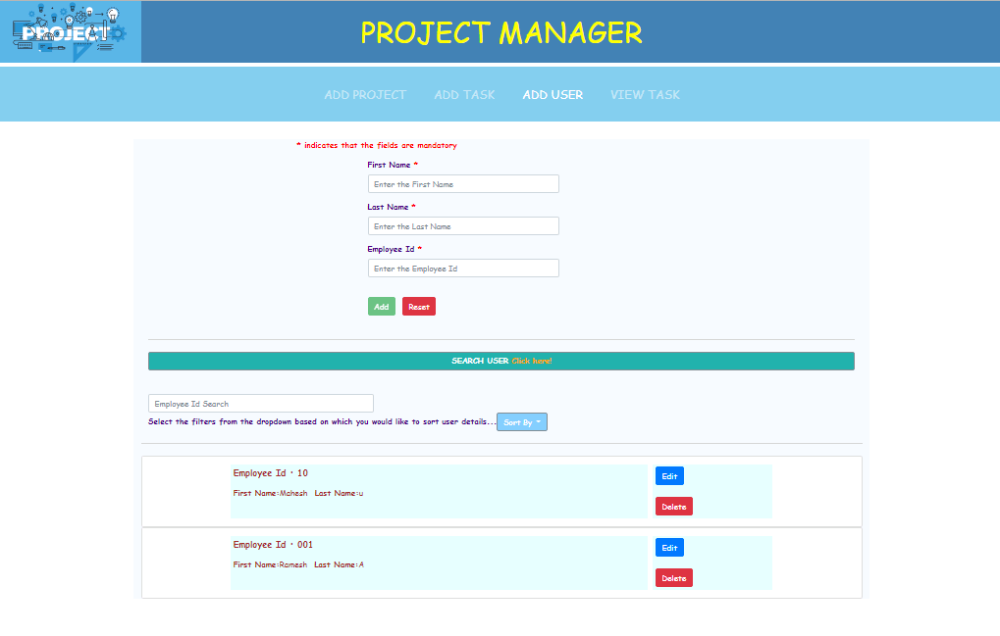 PROJECT
PROJECT MANAGER
ADD PROJECT ADD TASK ADD USER VIEW TASK
* indicates that the fields are mandatory
First Name *
Enter the First Name
Last Name *
Enter the Last Name
Employee Id *
Enter the Employee Id
Add Reset
SEARCH USER Click here!
Employee Id Search
Select the filters from the dropdown based on which you would like to sort user details... Sort By
Employee Id · 10
Edit
First Name:Mahesh Last Name:u
Delete
Employee Id · 001
Edit
First Name:Ramesh Last Name:A
Delete